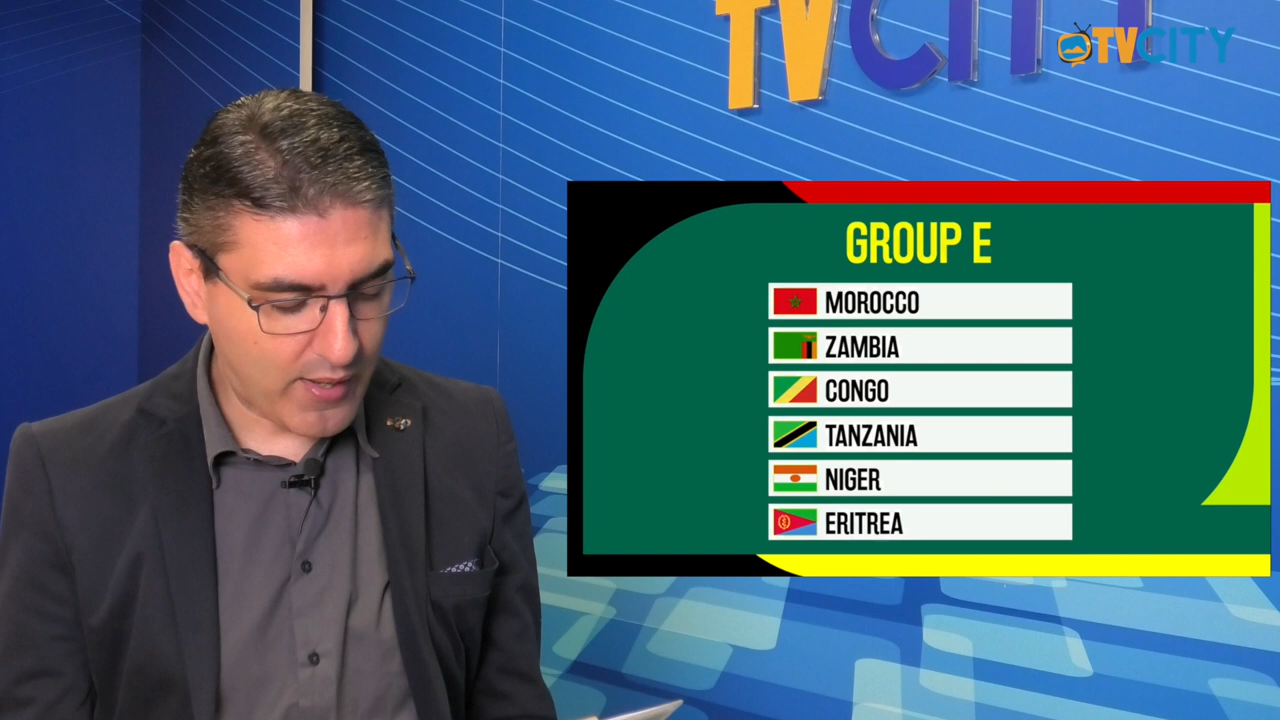 TVCITY
TVCITY
GROUP E
MOROCCO
ZAMBIA
CONGO
TANZANIA
NIGER
ERITREA